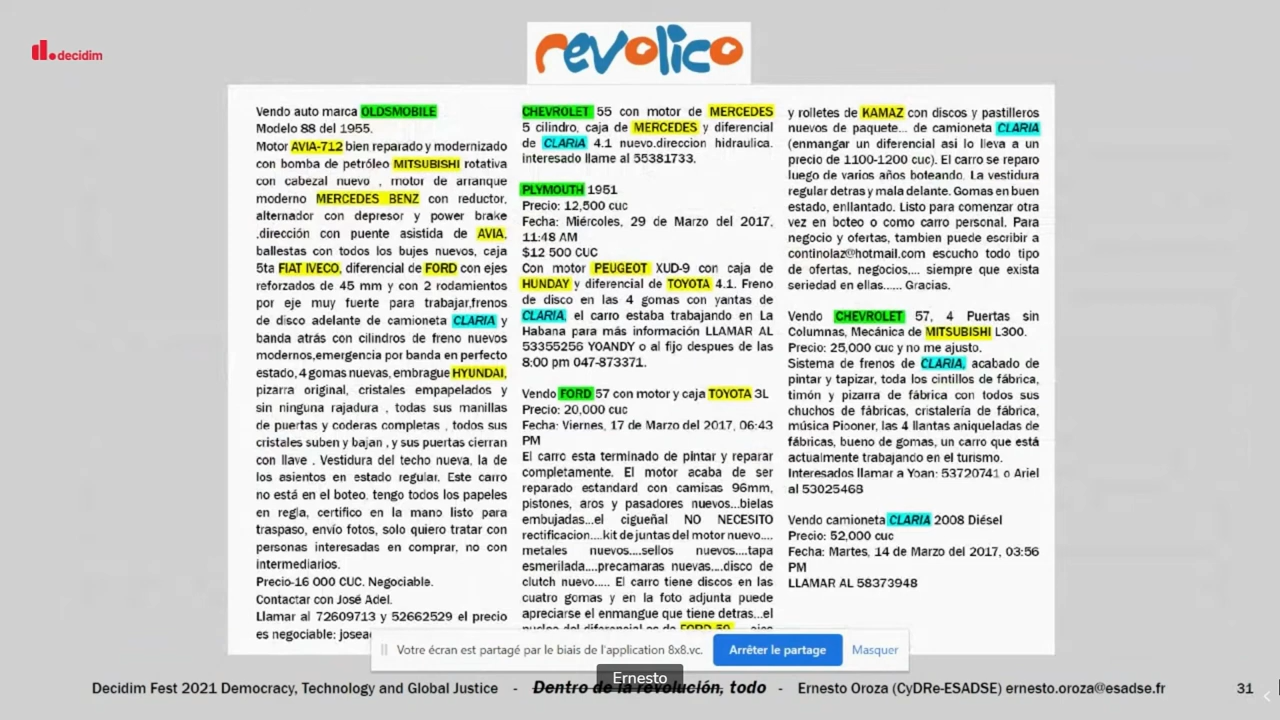 decidim
revolico
Vendo auto marca OLDSMOBILE
Modelo 88 del 1955.
Motor AVIA-712 bien reparado y modernizado
con bomba de petróleo MITSUBISHI rotativa
con cabezal nuevo , motor de arranque
moderno MERCEDES BENZ con reductor,
alternador con depresor y power brake
,dirección con puente asistida de AVIA,
ballestas con todos los bujes nuevos, caja
5ta FIAT IVECO, diferencial de FORD con ejes
reforzados de 45 mm y con 2 rodamientos
por eje muy fuerte para trabajar,frenos
de disco adelante de camioneta CLARIA y
banda atrás con cilindros de freno nuevos
modernos,emergencia por banda en perfecto
estado, 4 gomas nuevas, embrague HYUNDAI,
pizarra original, cristales empapelados y
sin ninguna rajadura , todas sus manillas
de puertas y coderas completas , todos sus
cristales suben y bajan , y sus puertas cierran
con llave . Vestidura del techo nueva, la de
los asientos en estado regular. Este carro
no está en el boteo, tengo todos los papeles
en regla, certifico en la mano listo para
traspaso, envío fotos, solo quiero tratar con
personas interesadas en comprar, no con
intermediarios.
Precio-16 000 CUC. Negociable.
Contactar con José Adel.
Llamar al 72609713 y 52662529 el precio
es negociable: josea
CHEVROLET 55 con motor de MERCEDES
5 cilindro, caja de MERCEDES y diferencial
de CLARIA 4.1 nuevo.direccion hidraulica.
interesado llame al 55381733.
PLYMOUTH 1951
Precio: 12,500 cuc
Fecha: Miércoles, 29 de Marzo del 2017,
11:48 AM
$12 500 CUC
Con motor PEUGEOT XUD-9 con caja de
HUNDAY y diferencial de TOYOTA 4.1. Freno
de disco en las 4 gomas con yantas de
CLARIA, el carro estaba trabajando en La
Habana para más información LLAMAR AL
53355256 YOANDY o al fijo despues de las
8:00 pm 047-873371.
Vendo FORD 57 con motor y caja TOYOTA 3L
Precio: 20,000 cuc
Fecha: Viernes, 17 de Marzo del 2017, 06:43
PM
El carro esta terminado de pintar y reparar
completamente. El motor acaba de ser
reparado estandard con camisas 96mm,
pistones, aros y pasadores nuevos...bielas
embujadas...el cigueñal NO NECESITO
rectificacion....kit de juntas del motor nuevo....
metales nuevos....sellos nuevos....tapa
esmerilada....precamaras nuevas....disco de
clutch nuevo..... El carro tiene discos en las
cuatro gomas y en la foto adjunta puede
apreciarse el enmangue que tiene detras...el
y rolletes de KAMAZ con discos y pastilleros
nuevos de paquete... de camioneta CLARIA
(enmangar un diferencial asi lo lleva a un
precio de 1100-1200 cuc). El carro se reparo
luego de varios años boteando. La vestidura
regular detras y mala delante. Gomas en buen
estado, enllantado. Listo para comenzar otra
vez en boteo o como carro personal. Para
negocio y ofertas, tambien puede escribir a
continolaz@hotmail.com escucho todo tipo
de ofertas, negocios,... siempre que exista
seriedad en ellas...... Gracias.
Vendo CHEVROLET 57, 4 Puertas sin
Columnas, Mecánica de MITSUBISHI L300.
Precio: 25,000 cuc y no me ajusto.
Sistema de frenos de CLARIA, acabado de
pintar y tapizar, toda los cintillos de fábrica,
timón y pizarra de fábrica con todos sus
chuchos de fábricas, cristalería de fábrica,
música Piooner, las 4 llantas aniqueladas de
fábricas, bueno de gomas, un carro que está
actualmente trabajando en el turismo.
Interesados llamar a Yoan: 53720741 o Ariel
al 53025468
Vendo camioneta CLARIA 2008 Diésel
Precio: 52,000 cuc
Fecha: Martes, 14 de Marzo del 2017, 03:56
PM
LLAMAR AL 58373948
Votre écran est partagé par le biais de l'application 8x8.vc. Arrêter le partage Masquer
Ernesto
Decidim Fest 2021 Democracy, Technology and Global Justice - Dentro de la revolución, todo - Ernesto Oroza (CyDRe-ESADSE) ernesto.oroza@esadse.fr 31